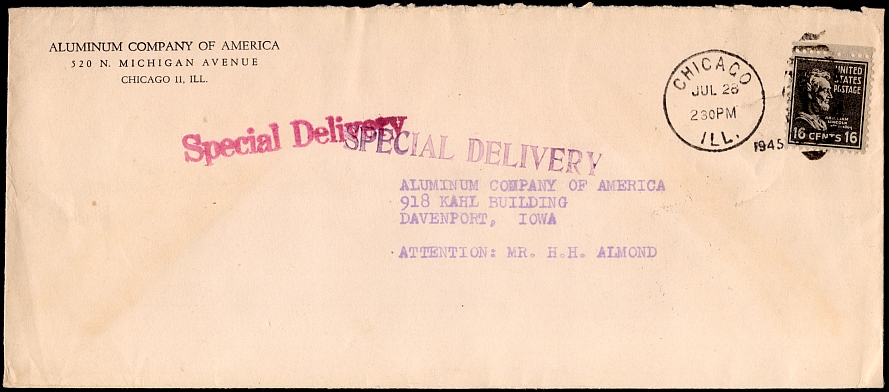 ALUMINUM COMPANY OF AMERICA
520 N. MICHIGAN AVENUE
CHICAGO 11, ILL.
CHICAGO
JUL 28
230PM
ILL.
1945
UNITED
STATES
POSTAGE
ABRAHAM
LINCOLN
16 CENTS 16
Special Delivery
SPECIAL DELIVERY
ALUMINUM COMPANY OF AMERICA
918 KAHL BUILDING
DAVENPORT, IOWA
ATTENTION: MR. H.H. ALMOND